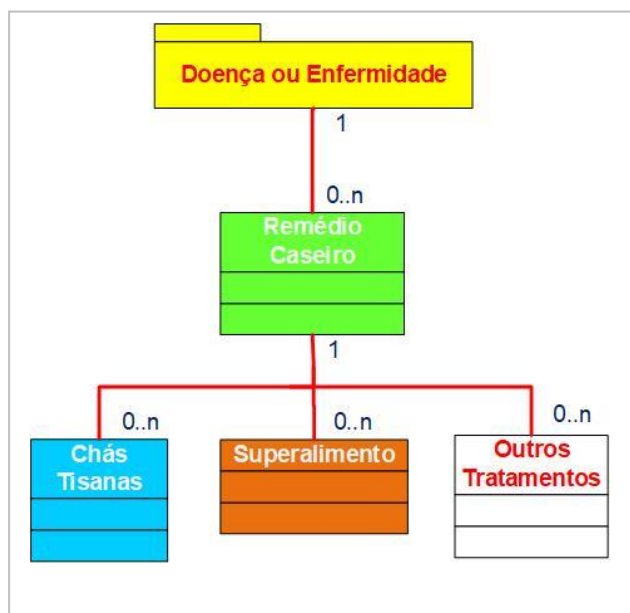 Doença ou Enfermidade
1
0..n
Remédio
Caseiro
1
0..n
0..n
0..n
Chás
Tisanas
Superalimento
Outros
Tratamentos